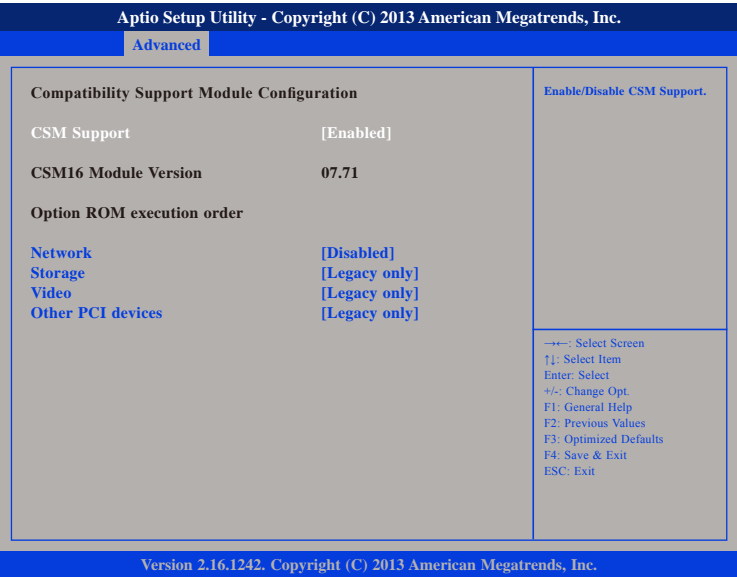 Aptio Setup Utility - Copyright (C) 2013 American Megatrends, Inc.
Advanced
Compatibility Support Module Configuration
CSM Support [Enabled]
CSM16 Module Version 07.71
Option ROM execution order
Network [Disabled]
Storage [Legacy only]
Video [Legacy only]
Other PCI devices [Legacy only]
Enable/Disable CSM Support.
→←: Select Screen
↑↓: Select Item
Enter: Select
+/-: Change Opt.
F1: General Help
F2: Previous Values
F3: Optimized Defaults
F4: Save & Exit
ESC: Exit
Version 2.16.1242. Copyright (C) 2013 American Megatrends, Inc.